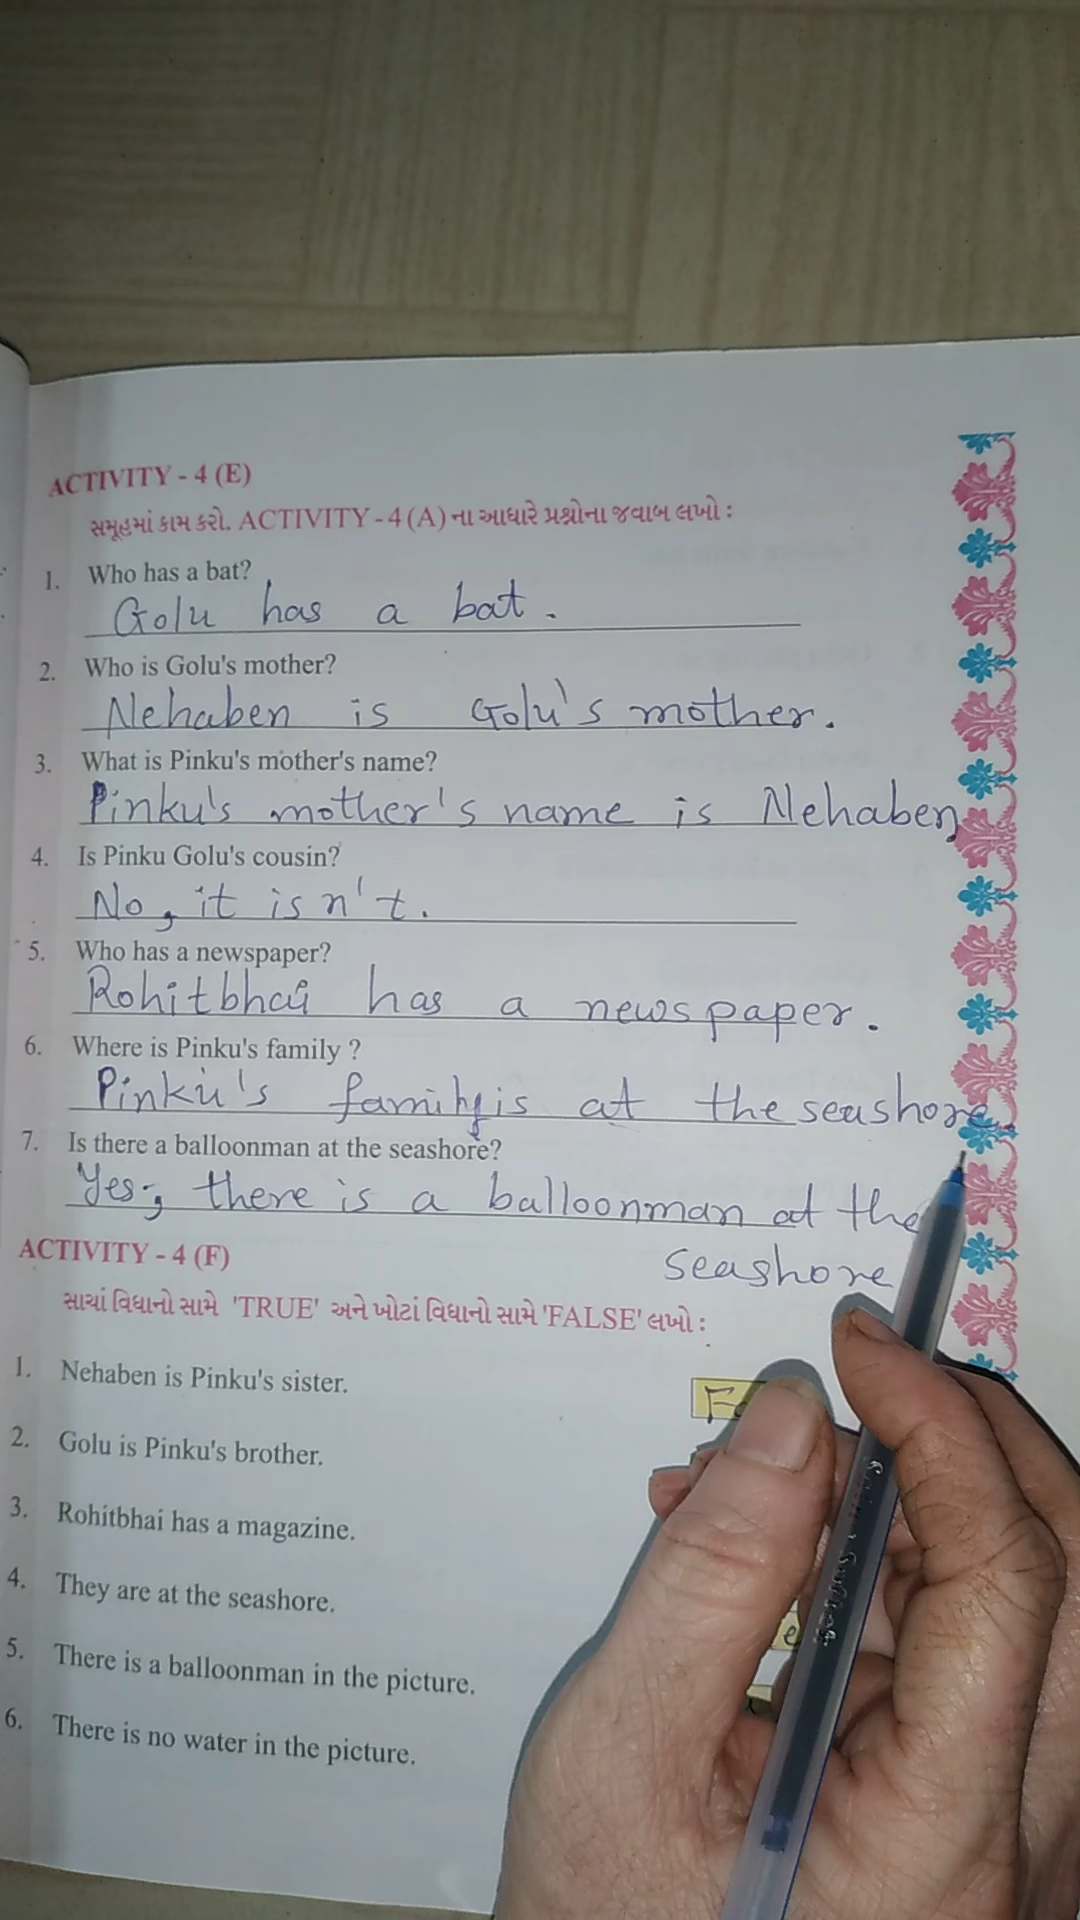 ACTIVITY - 4 (E)
સમૂહમાં કામ કરો. ACTIVITY - 4 (A) ના આધારે પ્રશ્નોના જવાબ લખો :
1. Who has a bat?
Golu has a bat.
2. Who is Golu's mother?
Nehaben is Golu's mother.
3. What is Pinku's mother's name?
Pinku's mother's name is Nehaben
4. Is Pinku Golu's cousin?
No, it isn't.
5. Who has a newspaper?
Rohitbhai has a newspaper.
6. Where is Pinku's family ?
Pinku's family is at the seashore.
7. Is there a balloonman at the seashore?
Yes, there is a balloonman at the
seashore
ACTIVITY - 4 (F)
સાચાં વિધાનો સામે 'TRUE' અને ખોટાં વિધાનો સામે 'FALSE' લખો :
1. Nehaben is Pinku's sister.
2. Golu is Pinku's brother.
3. Rohitbhai has a magazine.
4. They are at the seashore.
5. There is a balloonman in the picture.
6. There is no water in the picture.